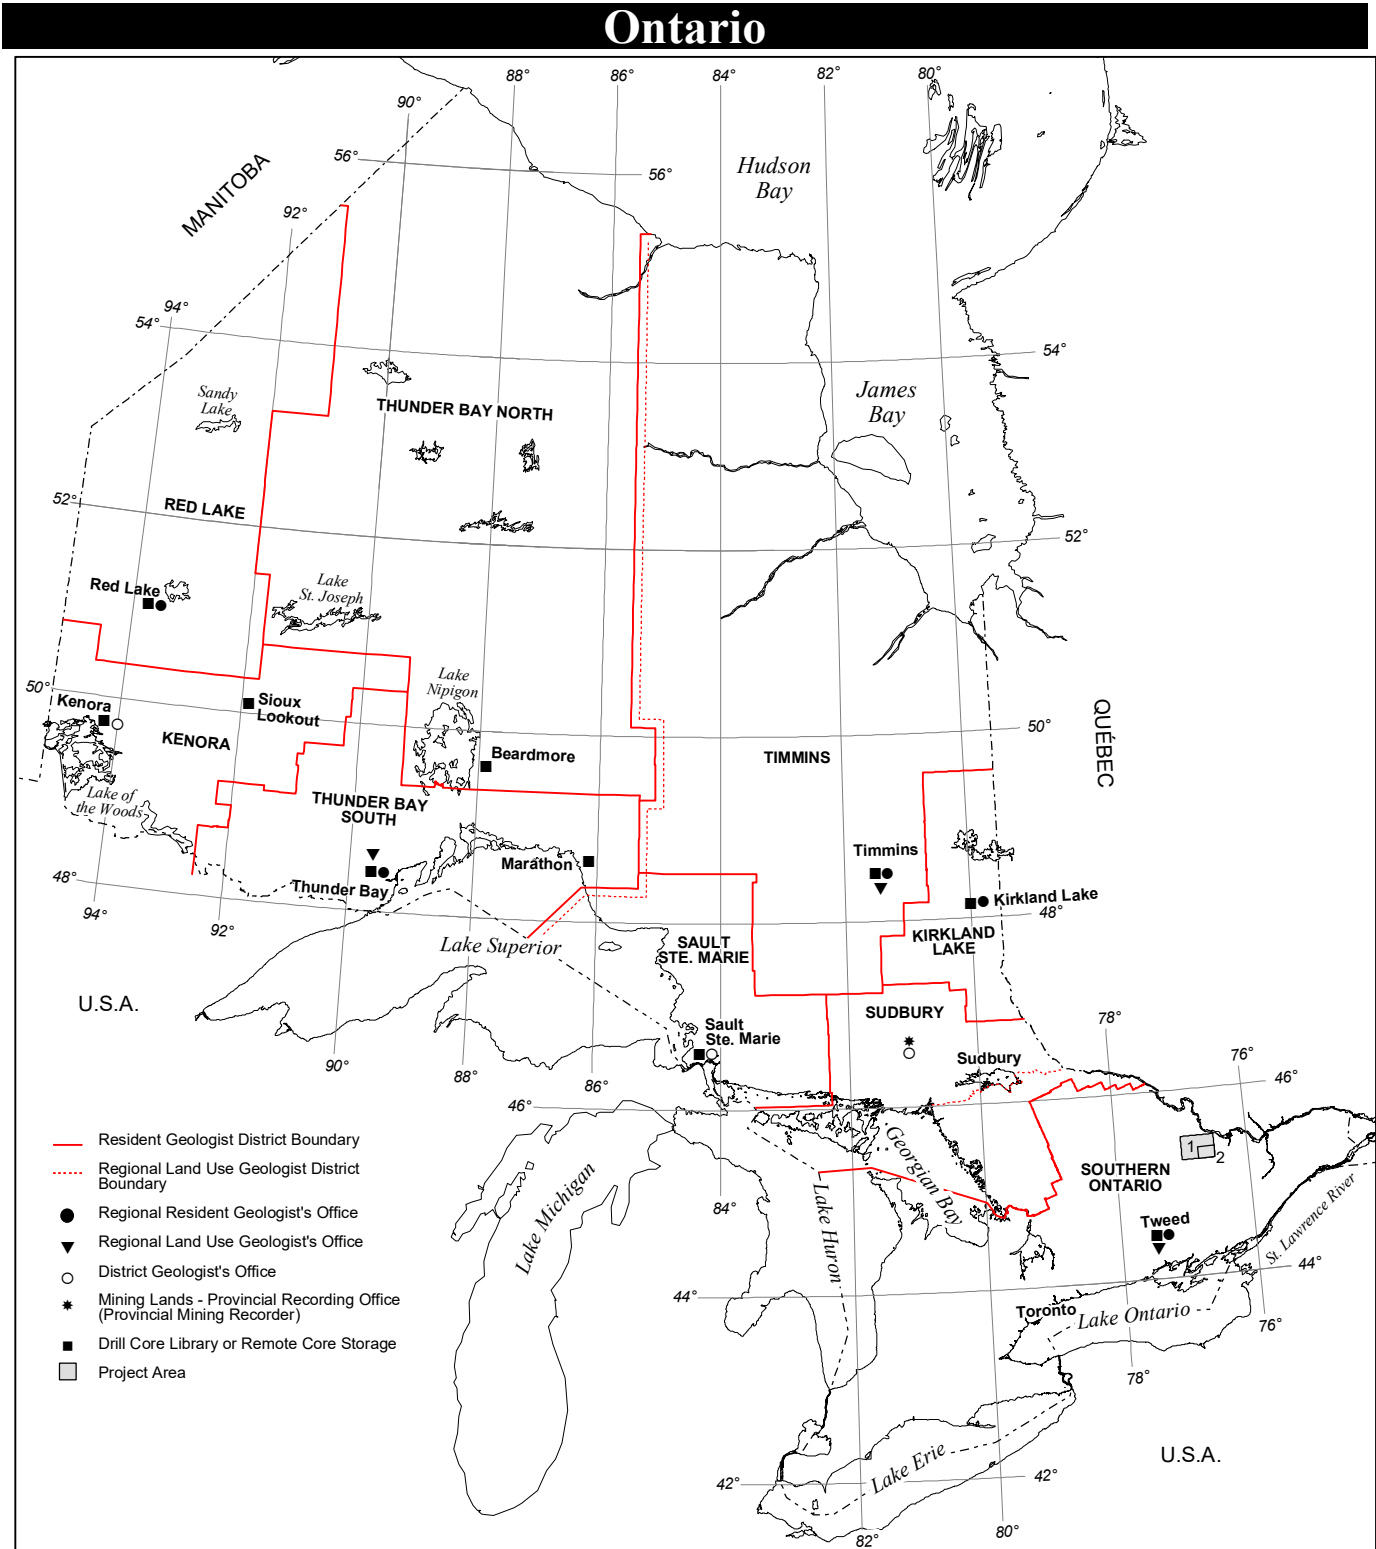 Ontario
88°
86°
84°
82°
80°
90°
56°
56°
Hudson
Bay
MANITOBA
92°
94°
54°
54°
Sandy
Lake
THUNDER BAY NORTH
James
Bay
52°
RED LAKE
52°
Red Lake
Lake
St. Joseph
50°
Kenora
Sioux
Lookout
Lake
Nipigon
50°
QUÉBEC
KENORA
Beardmore
TIMMINS
Lake of
the Woods
THUNDER BAY
SOUTH
Timmins
Marathon
48°
Thunder Bay
Kirkland Lake
48°
94°
92°
Lake Superior
SAULT
STE. MARIE
KIRKLAND
LAKE
U.S.A.
SUDBURY
Sault
Ste. Marie
Sudbury
78°
76°
90°
88°
86°
46°
46°
Resident Geologist District Boundary
Regional Land Use Geologist District
Boundary
Regional Resident Geologist's Office
Regional Land Use Geologist's Office
District Geologist's Office
Mining Lands - Provincial Recording Office
(Provincial Mining Recorder)
Drill Core Library or Remote Core Storage
Project Area
Lake Michigan
84°
Lake Huron
Georgian Bay
SOUTHERN
ONTARIO
1
2
Tweed
St. Lawrence River
44°
44°
Toronto
Lake Ontario
76°
78°
42°
Lake Erie
42°
U.S.A.
82°
80°